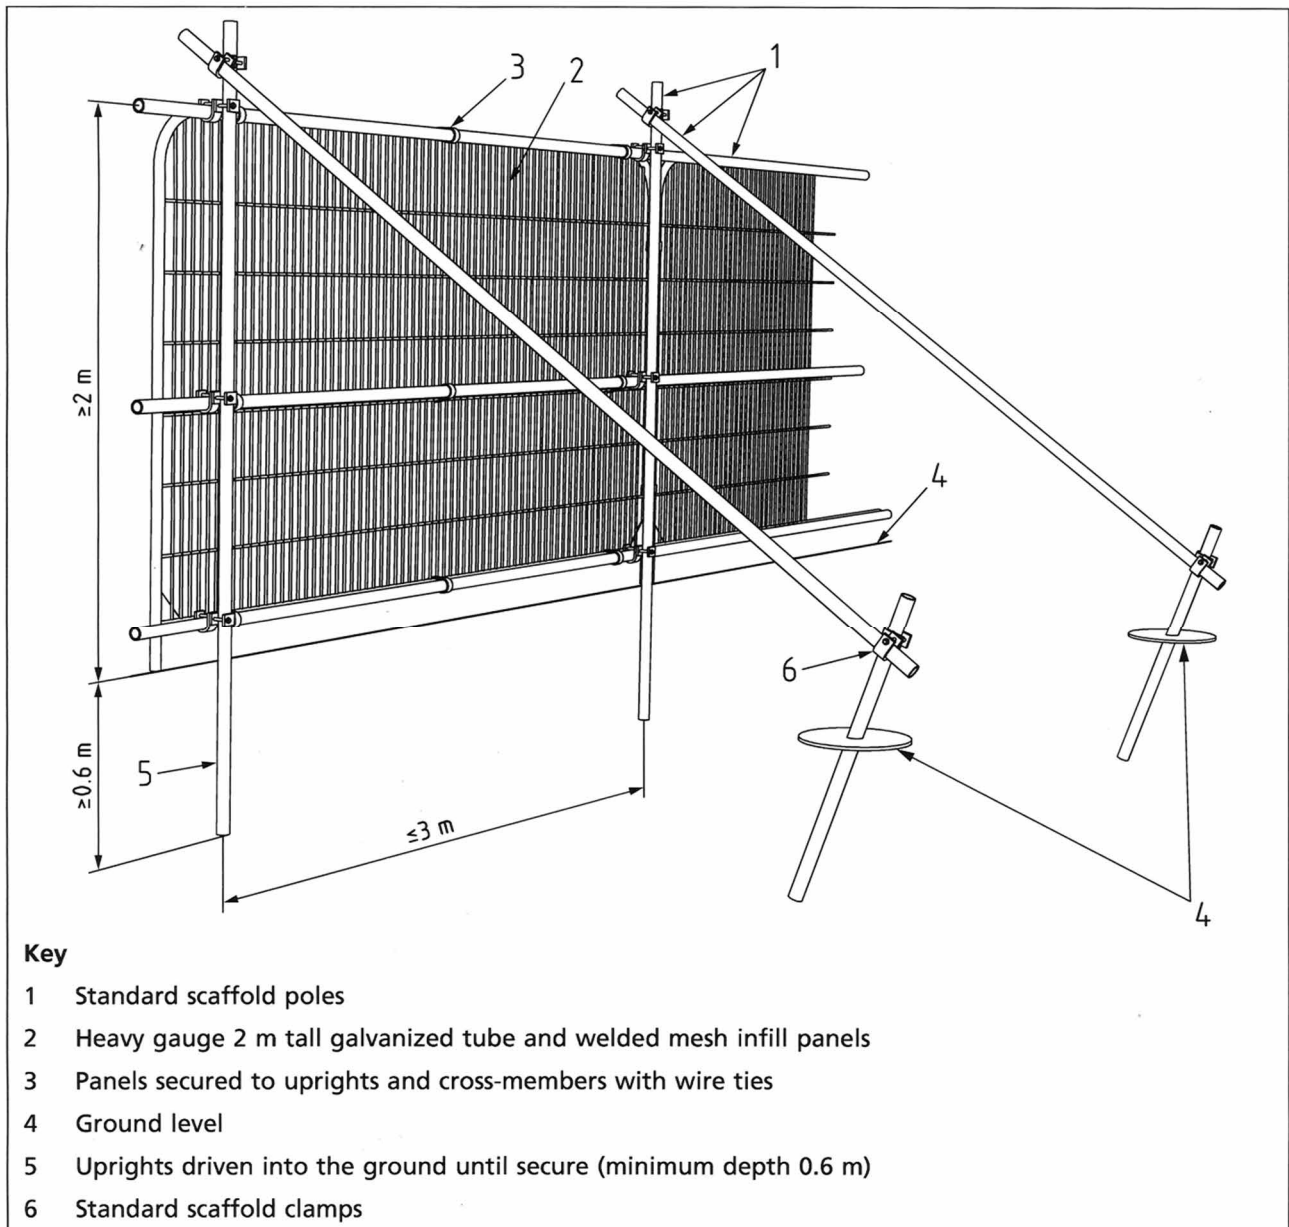 1
2
3
4
≥2 m
6
5
≥0.6 m
≤3 m
4
Key
1 Standard scaffold poles
2 Heavy gauge 2 m tall galvanized tube and welded mesh infill panels
3 Panels secured to uprights and cross-members with wire ties
4 Ground level
5 Uprights driven into the ground until secure (minimum depth 0.6 m)
6 Standard scaffold clamps